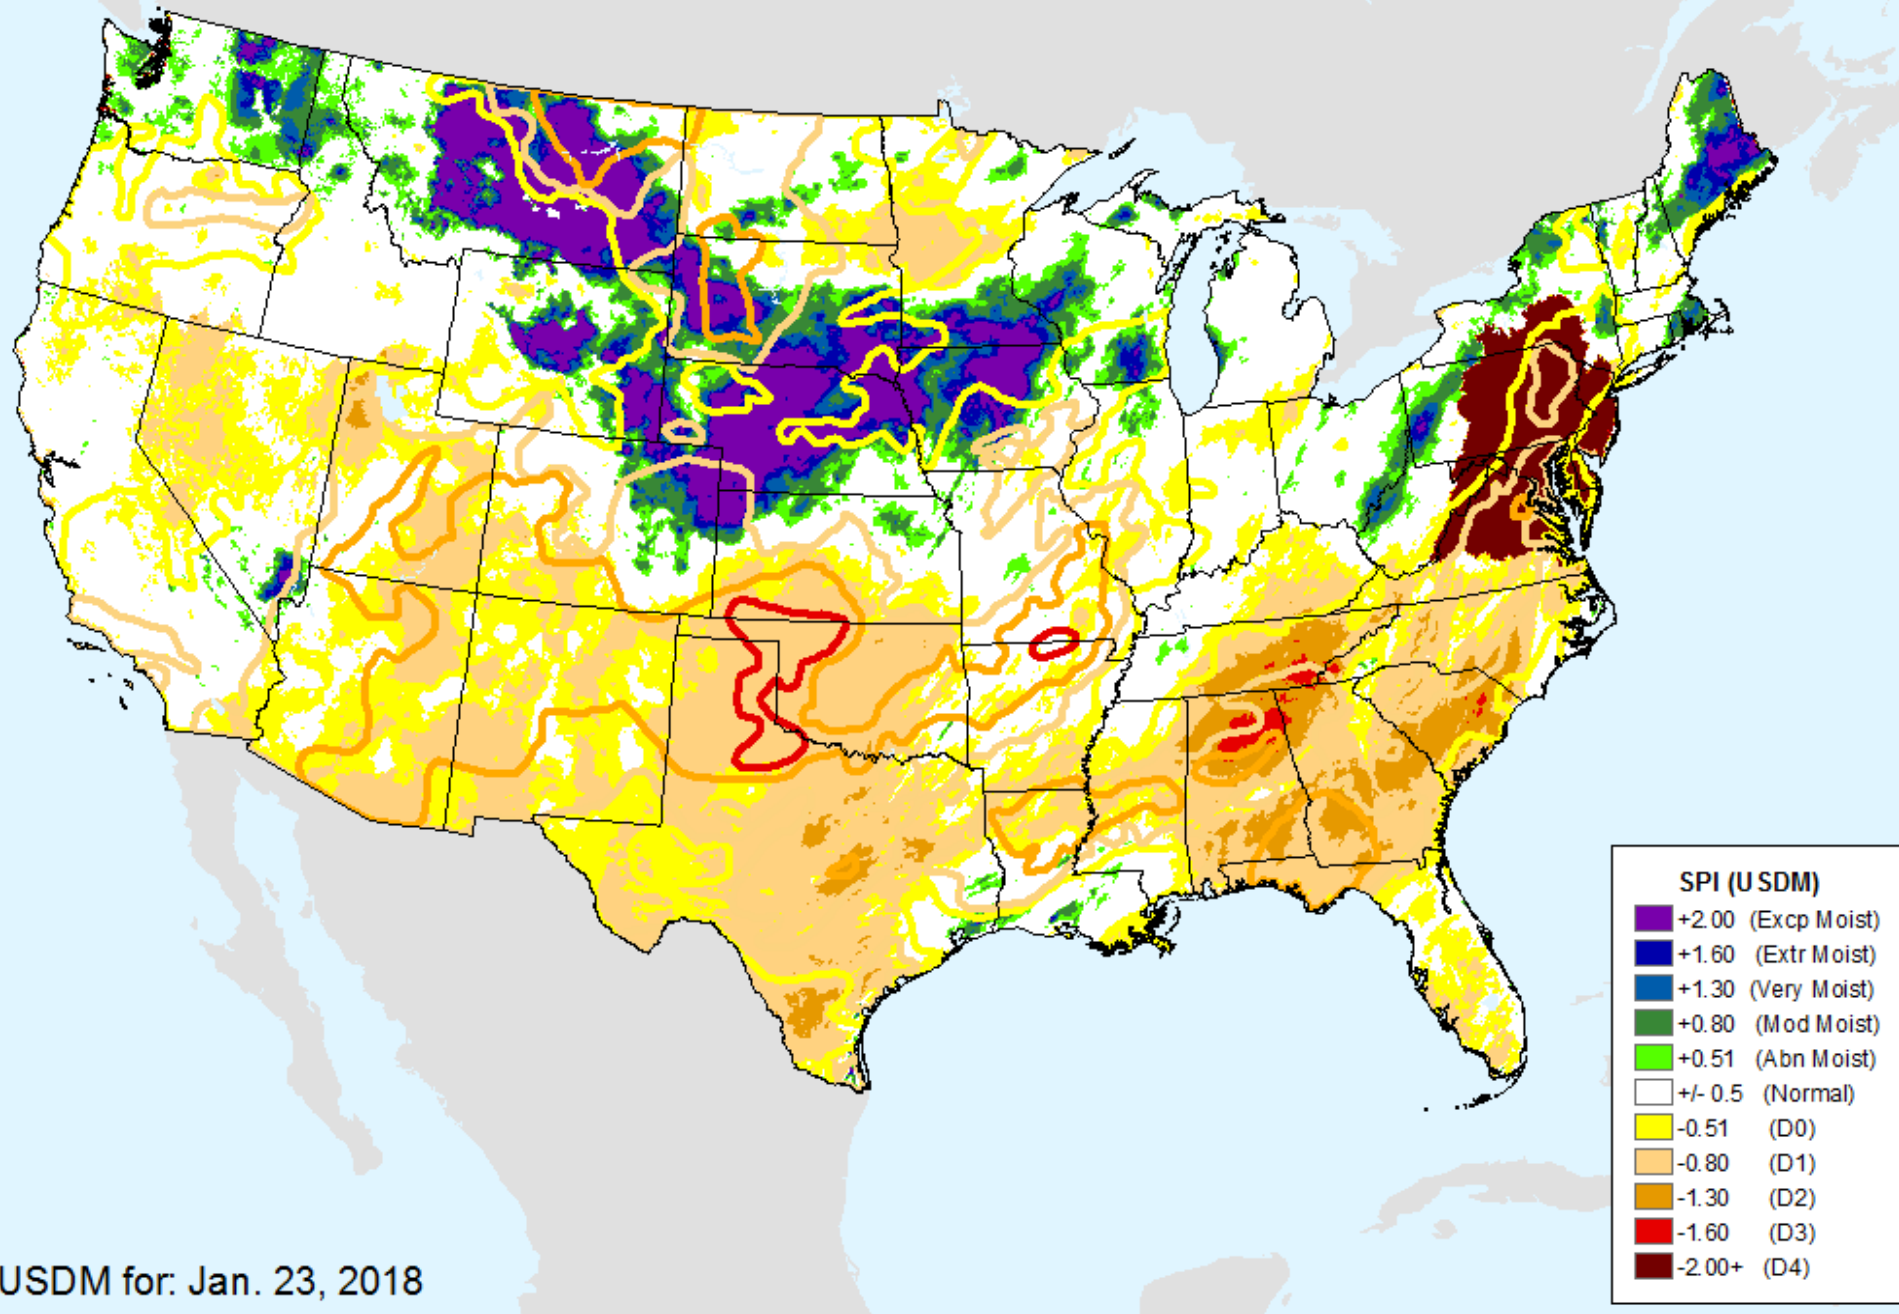 SPI (USDM)
+2.00 (Excp Moist)
+1.60 (Extr Moist)
+1.30 (Very Moist)
+0.80 (Mod Moist)
+0.51 (Abn Moist)
+/- 0.5 (Normal)
-0.51 (D0)
-0.80 (D1)
-1.30 (D2)
-1.60 (D3)
-2.00+ (D4)
USDM for: Jan. 23, 2018